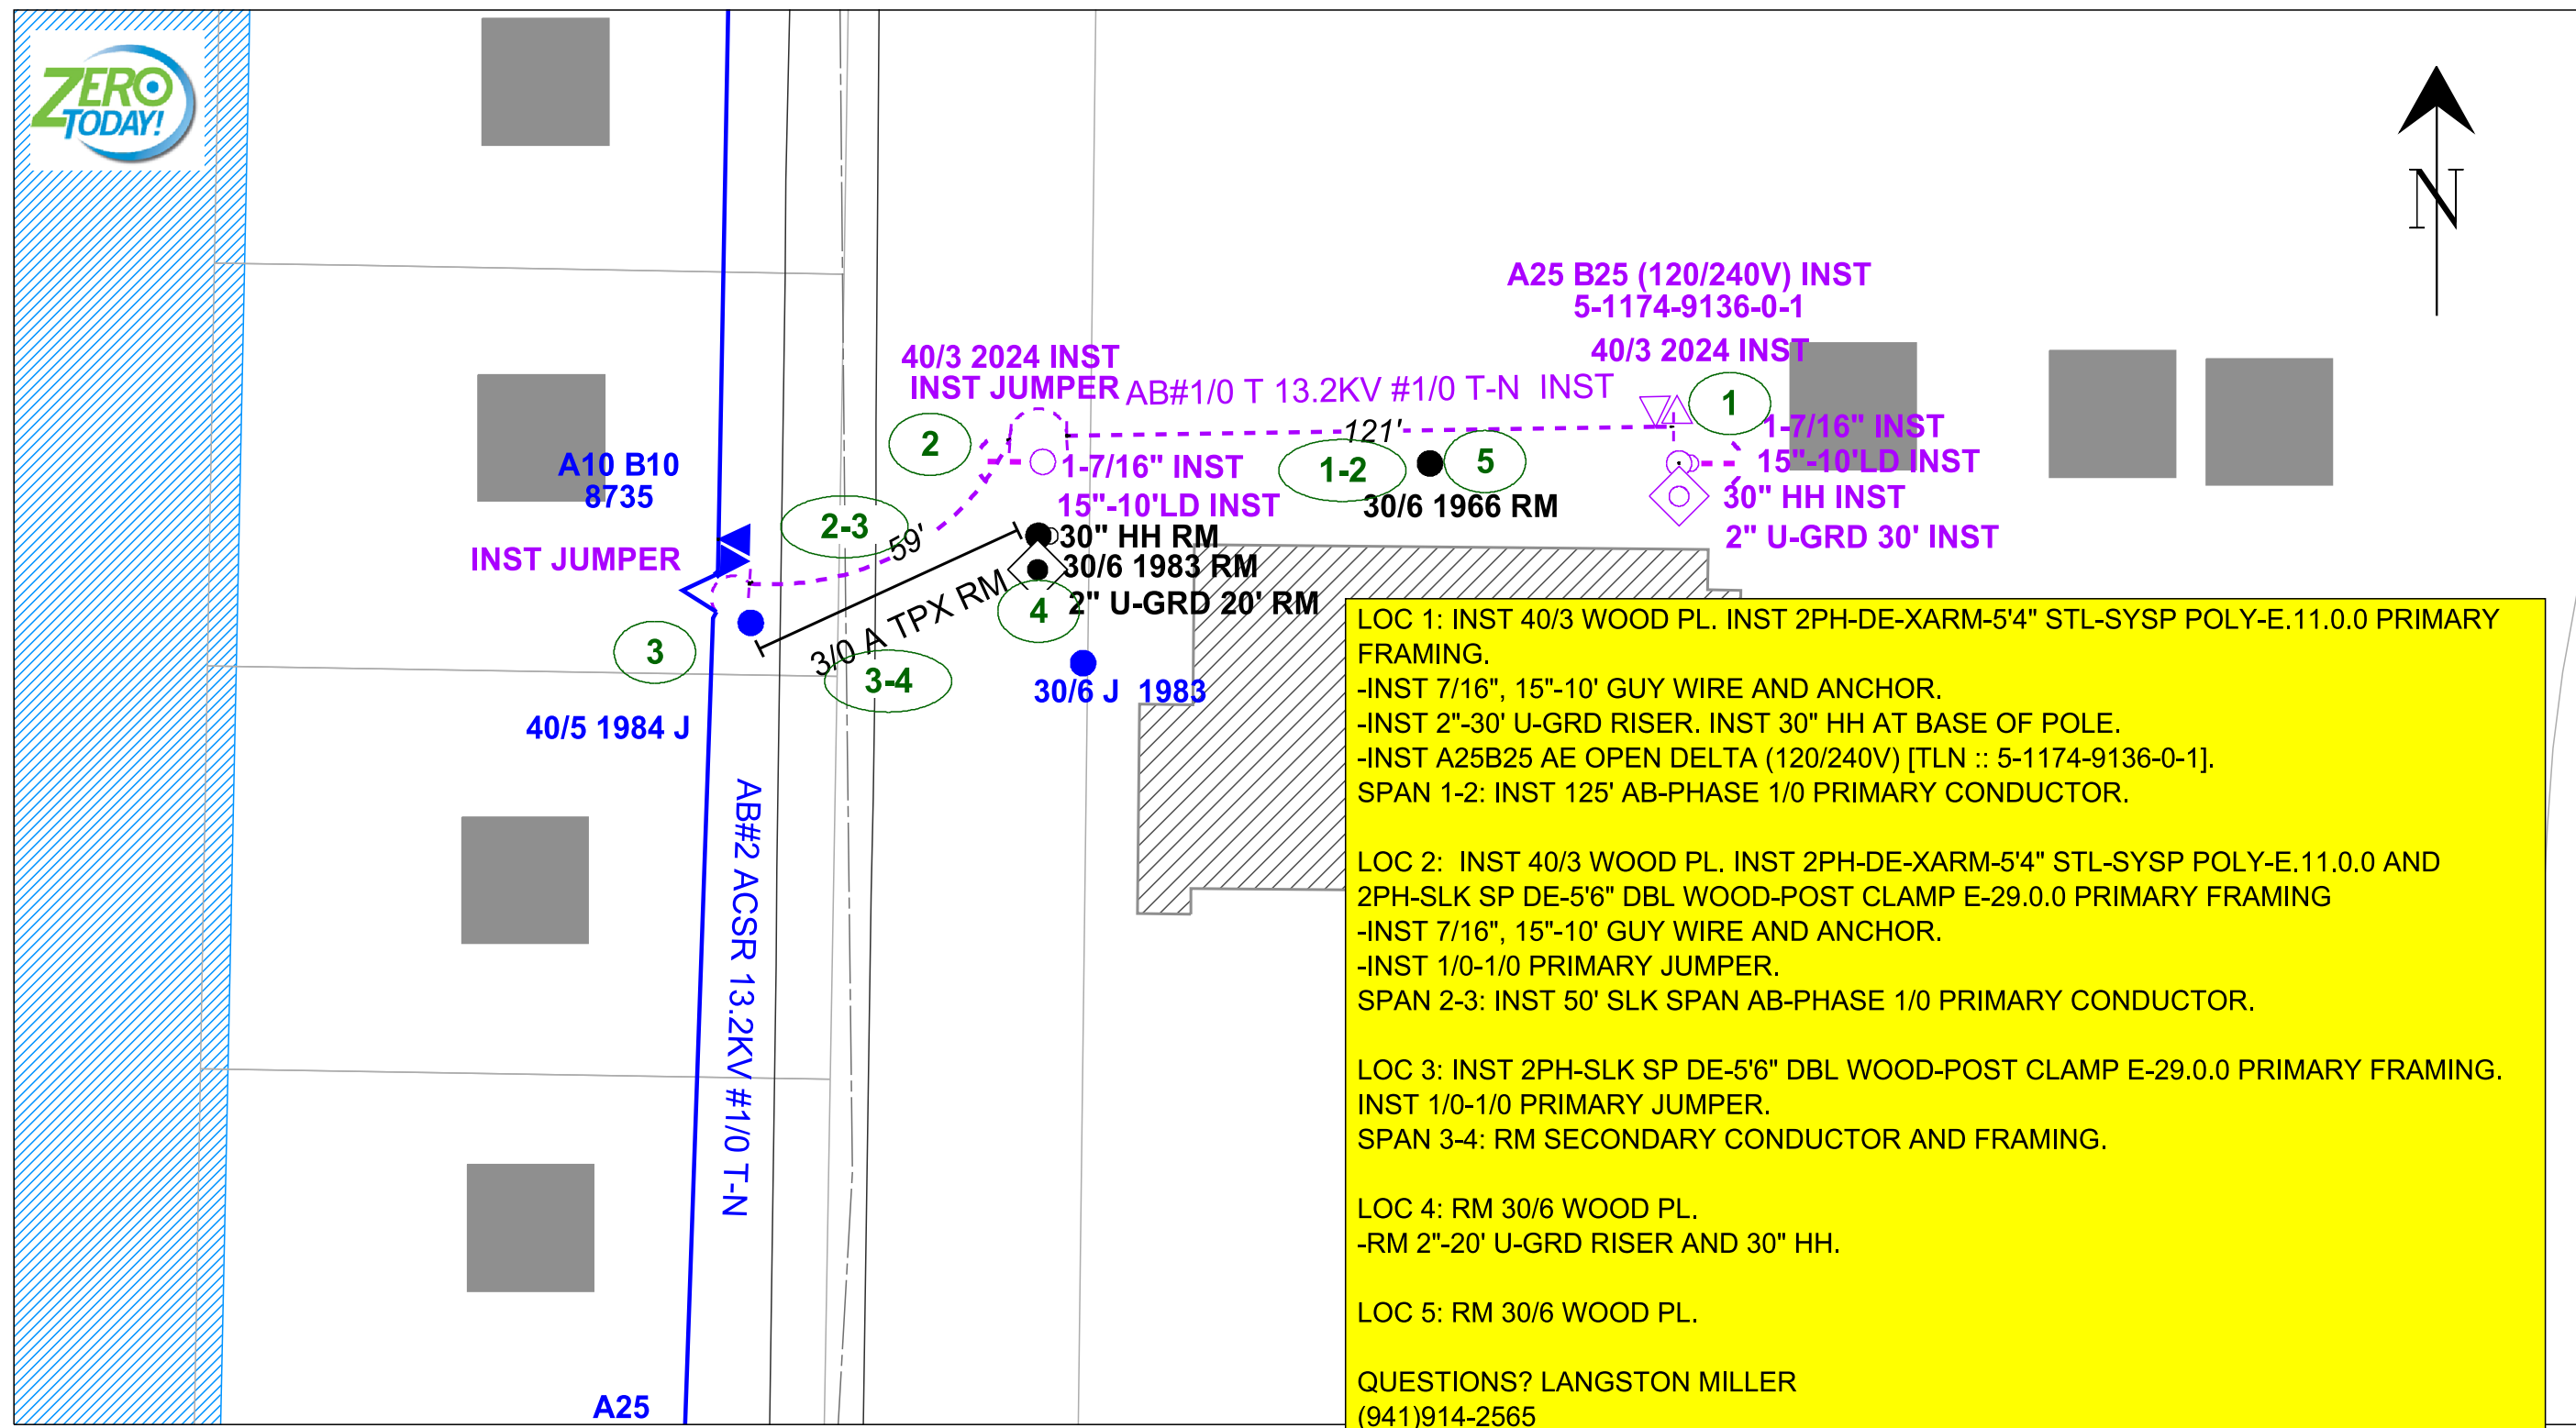 ZERO
TODAY!
N
A25 B25 (120/240V) INST
5-1174-9136-0-1
40/3 2024 INST
40/3 2024 INST
INST JUMPER
AB#1/0 T 13.2KV #1/0 T-N INST
1
2
121'
1-7/16" INST
15"-10'LD INST
30" HH INST
2" U-GRD 30' INST
1-2
5
30/6 1966 RM
1-7/16" INST
15"-10'LD INST
A10 B10
8735
2-3
59'
INST JUMPER
30" HH RM
30/6 1983 RM
2" U-GRD 20' RM
4
3/0 A TPX RM
3
3-4
30/6 J 1983
40/5 1984 J
AB#2 ACSR 13.2KV #1/0 T-N
A25
LOC 1: INST 40/3 WOOD PL. INST 2PH-DE-XARM-5'4" STL-SYSP POLY-E.11.0.0 PRIMARY
FRAMING.
-INST 7/16", 15"-10' GUY WIRE AND ANCHOR.
-INST 2"-30' U-GRD RISER. INST 30" HH AT BASE OF POLE.
-INST A25B25 AE OPEN DELTA (120/240V) [TLN :: 5-1174-9136-0-1].
SPAN 1-2: INST 125' AB-PHASE 1/0 PRIMARY CONDUCTOR.
LOC 2: INST 40/3 WOOD PL. INST 2PH-DE-XARM-5'4" STL-SYSP POLY-E.11.0.0 AND
2PH-SLK SP DE-5'6" DBL WOOD-POST CLAMP E-29.0.0 PRIMARY FRAMING
-INST 7/16", 15"-10' GUY WIRE AND ANCHOR.
-INST 1/0-1/0 PRIMARY JUMPER.
SPAN 2-3: INST 50' SLK SPAN AB-PHASE 1/0 PRIMARY CONDUCTOR.
LOC 3: INST 2PH-SLK SP DE-5'6" DBL WOOD-POST CLAMP E-29.0.0 PRIMARY FRAMING.
INST 1/0-1/0 PRIMARY JUMPER.
SPAN 3-4: RM SECONDARY CONDUCTOR AND FRAMING.
LOC 4: RM 30/6 WOOD PL.
-RM 2"-20' U-GRD RISER AND 30" HH.
LOC 5: RM 30/6 WOOD PL.
QUESTIONS? LANGSTON MILLER
(941)914-2565